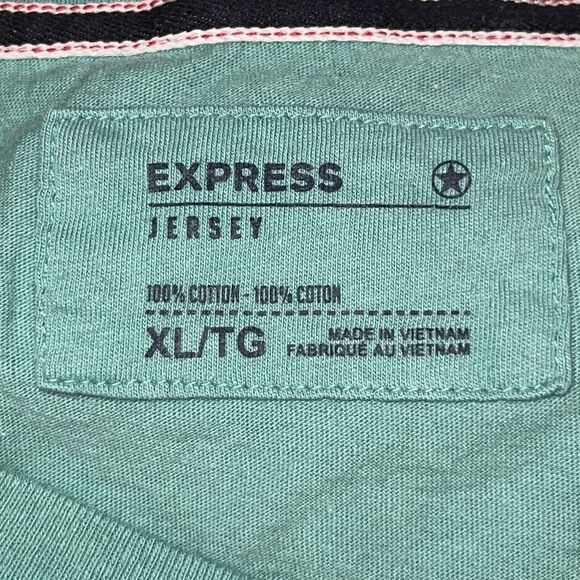 EXPRESS
JERSEY
100% COTTON - 100% COTON
XL/TG
MADE IN VIETNAM
FABRIQUÉ AU VIETNAM